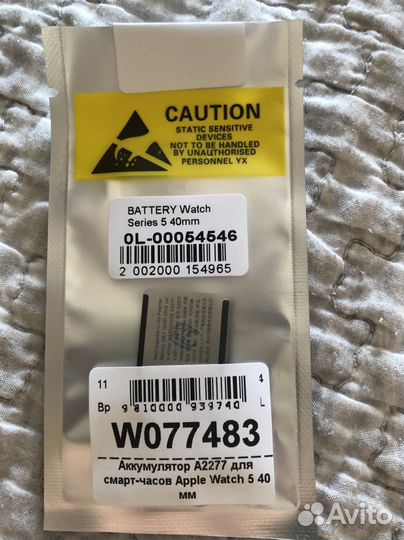 CAUTION
STATIC SENSITIVE
DEVICES
NOT TO BE HANDLED
BY UNAUTHORISED
PERSONNEL YX
BATTERY Watch
Series 5 40mm
0L-00054546
2 002000 154965
11 4
Bp 9 810000 939740 L
W077483
Аккумулятор A2277 для
смарт-часов Apple Watch 5 40
мм
Avito